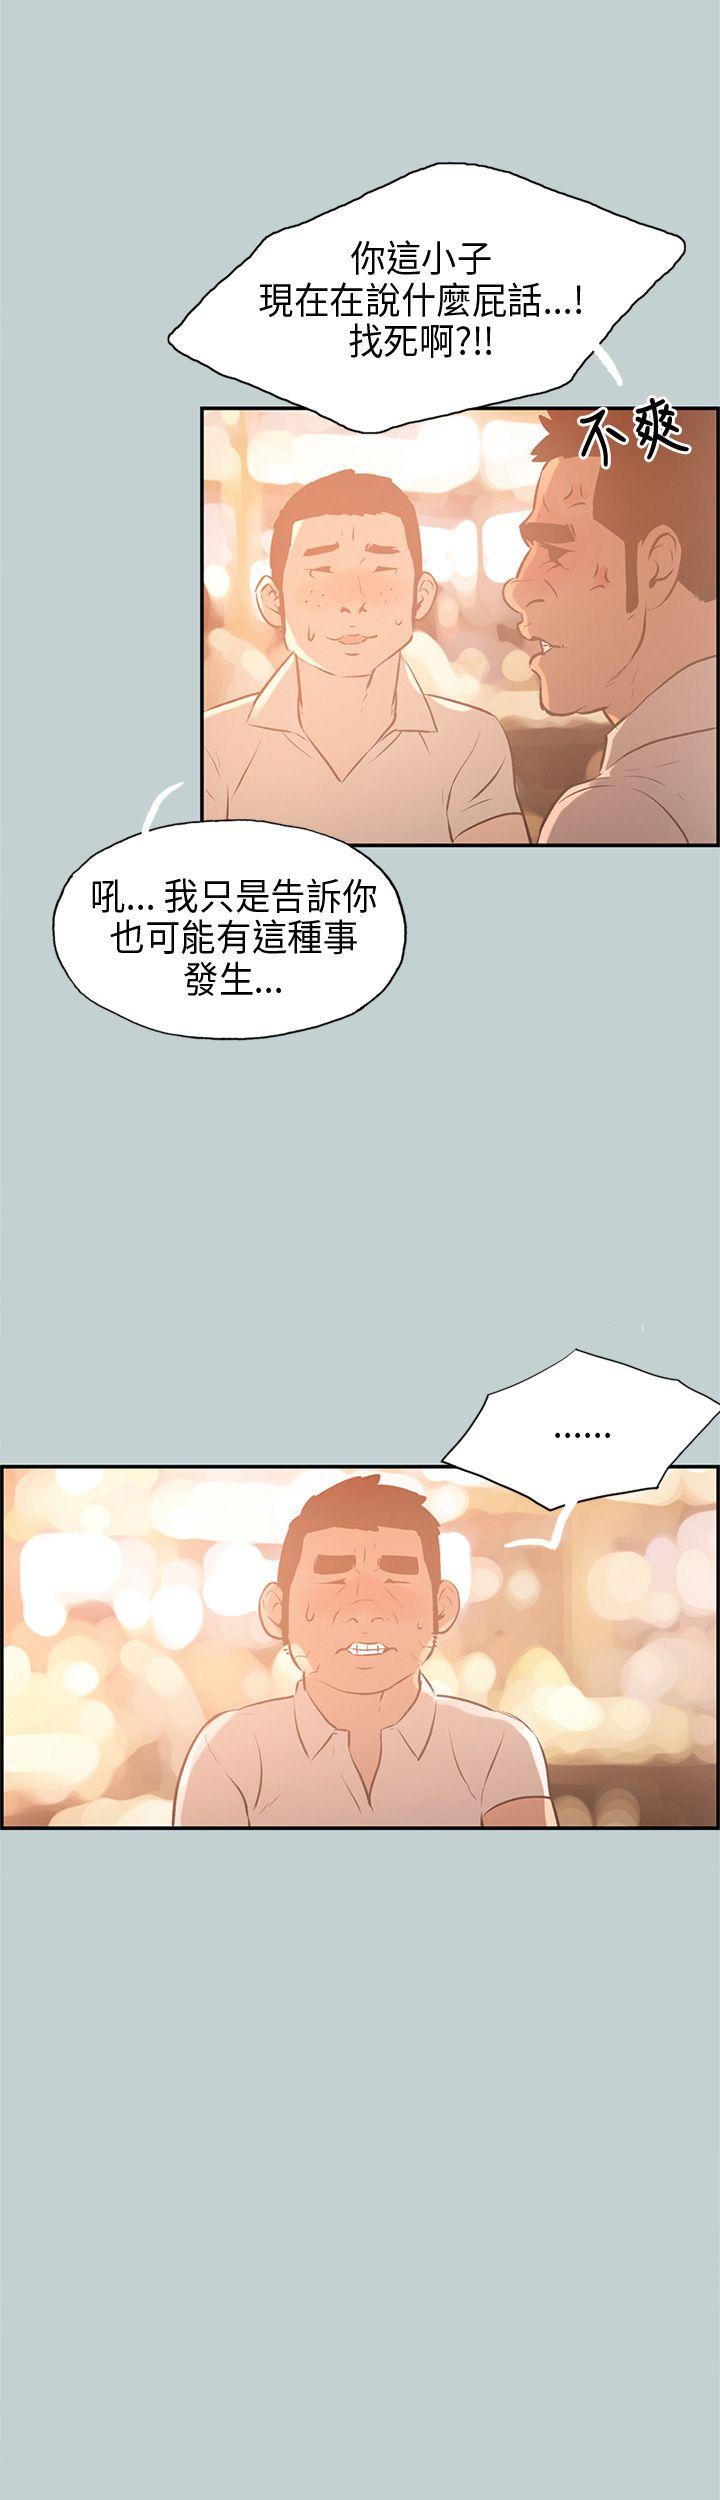 你這小子
現在在說什麼屁話...!
找死啊?!!
不爽
吼... 我只是告訴你
也可能有這種事
發生...
......